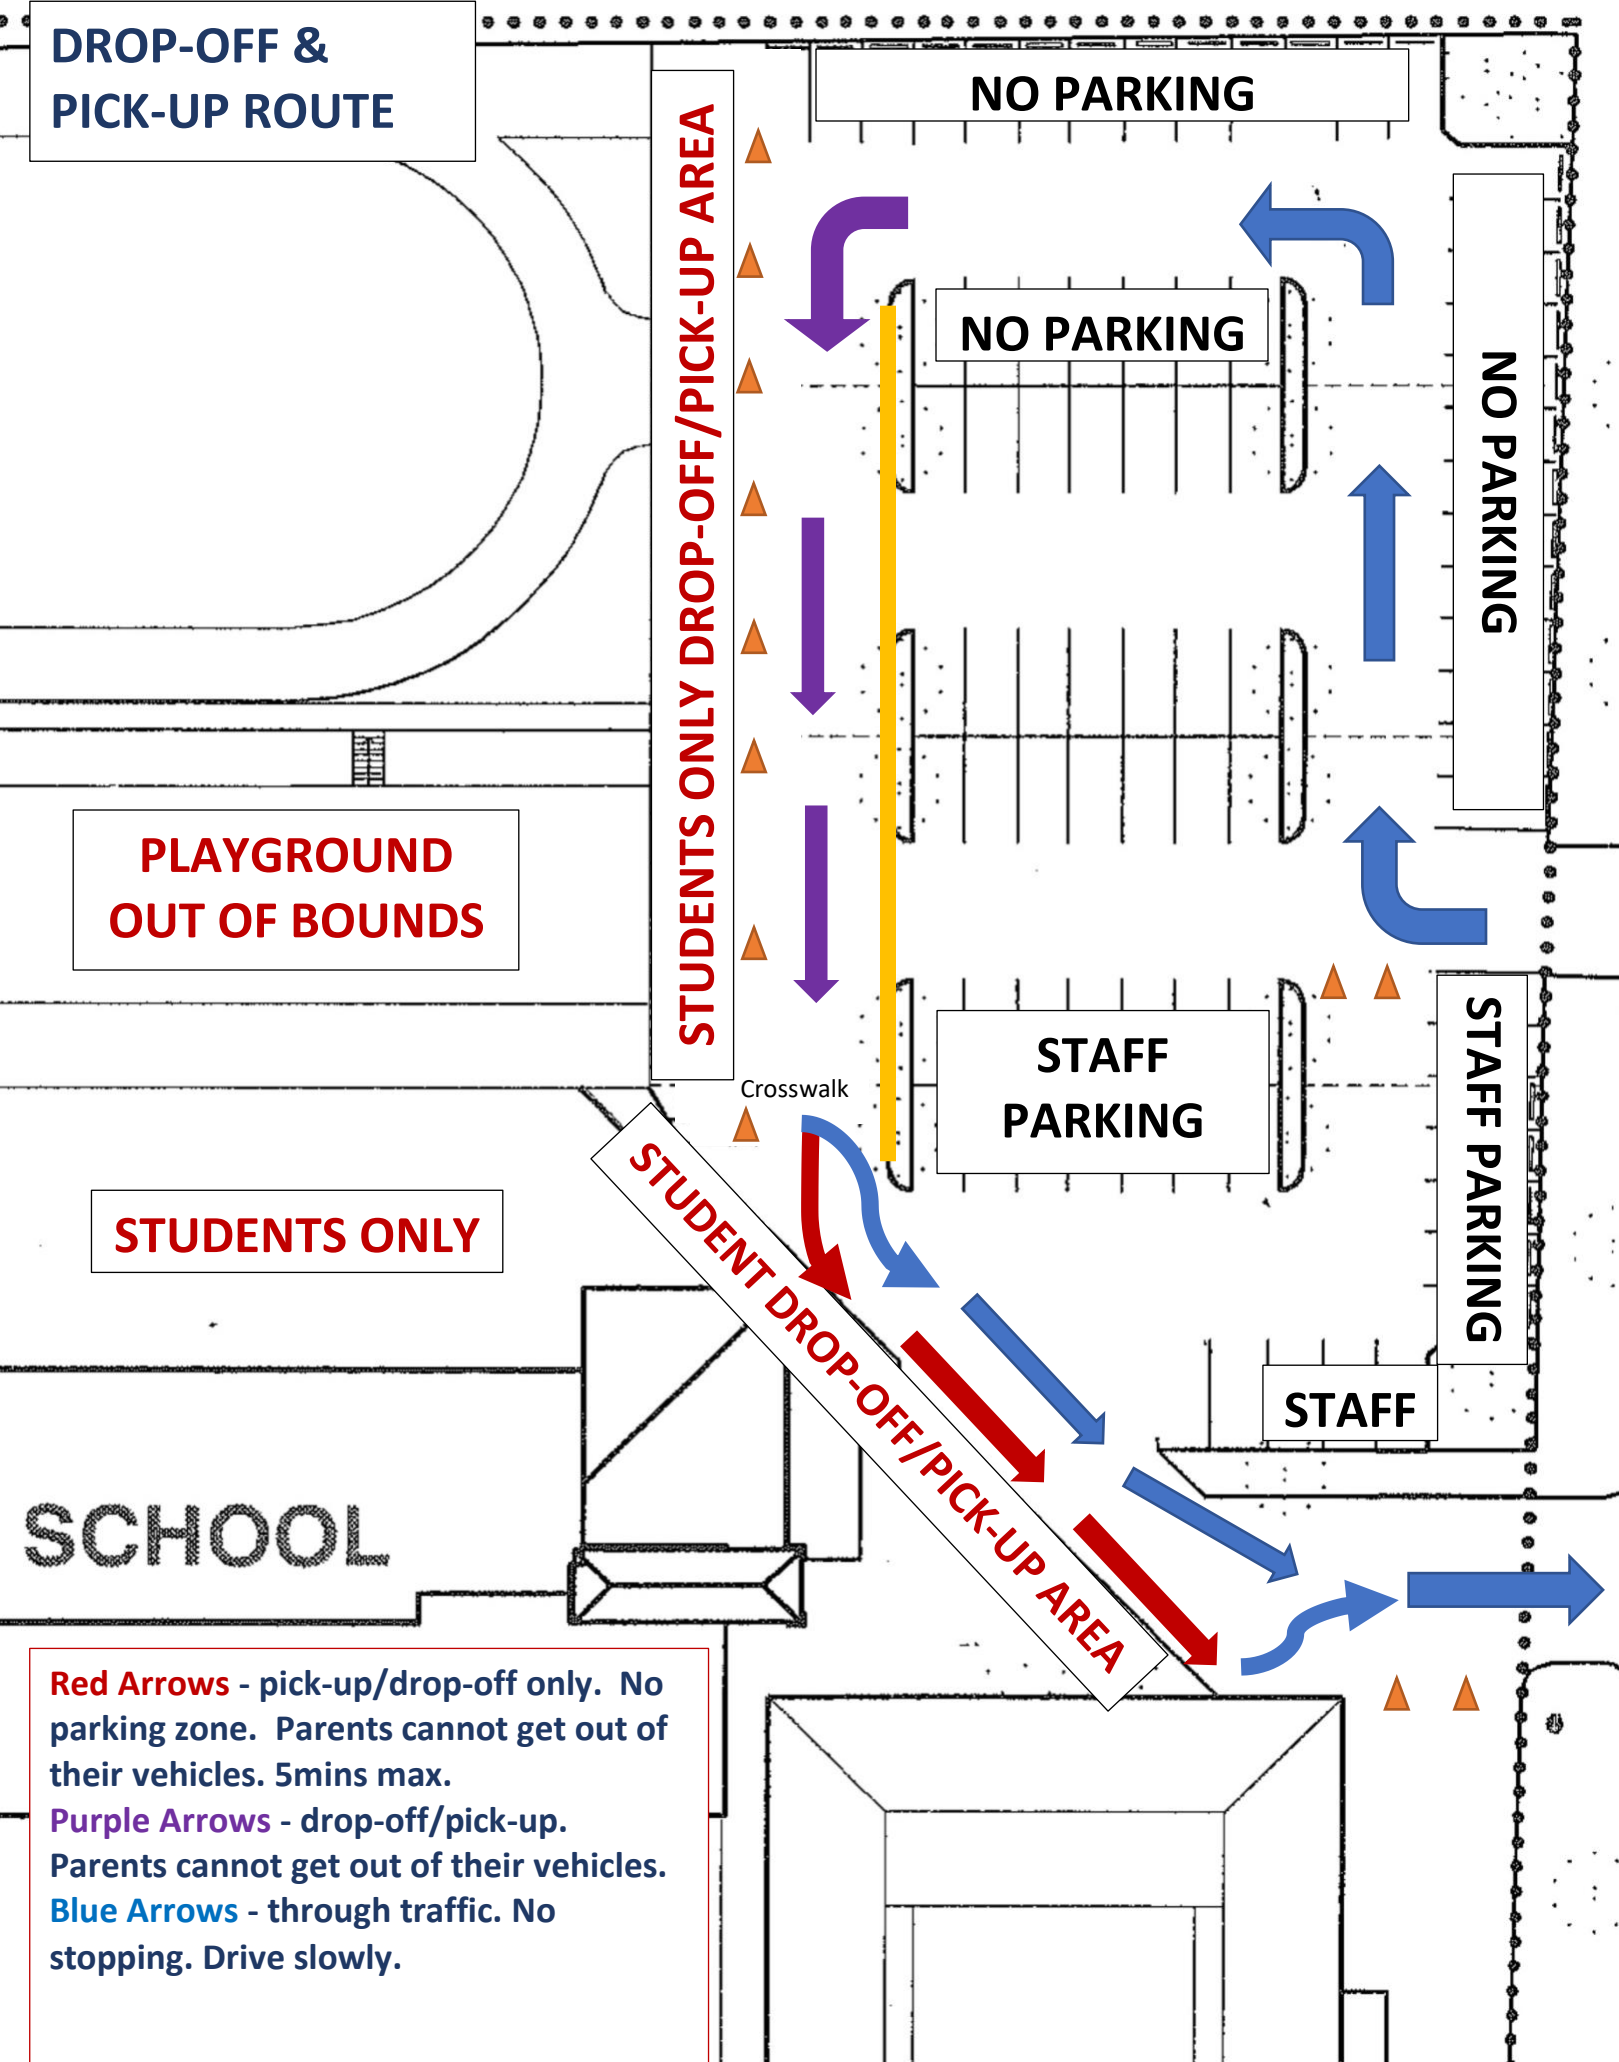 DROP-OFF &
PICK-UP ROUTE
NO PARKING
STUDENTS ONLY DROP-OFF/PICK-UP AREA
NO PARKING
NO PARKING
PLAYGROUND
OUT OF BOUNDS
STAFF
PARKING
STAFF PARKING
Crosswalk
STUDENT DROP-OFF/PICK-UP AREA
STUDENTS ONLY
STAFF
SCHOOL
Red Arrows - pick-up/drop-off only.  No
parking zone.  Parents cannot get out of
their vehicles. 5mins max.
Purple Arrows - drop-off/pick-up.
Parents cannot get out of their vehicles.
Blue Arrows - through traffic. No
stopping. Drive slowly.